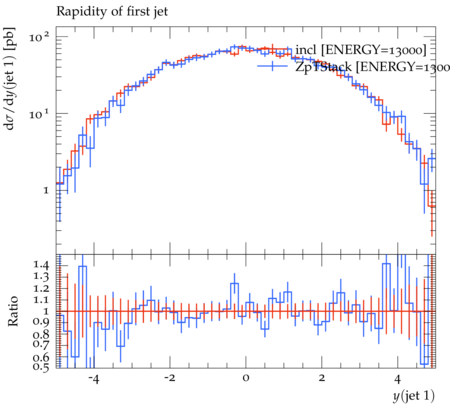 Rapidity of first jet
dσ/dy(jet 1) [pb]
10²
10¹
1
incl [ENERGY=13000]
ZpTStack [ENERGY=1300
Ratio
1.4
1.3
1.2
1.1
1
0.9
0.8
0.7
0.6
0.5
-4 -2 0 2 4
y(jet 1)